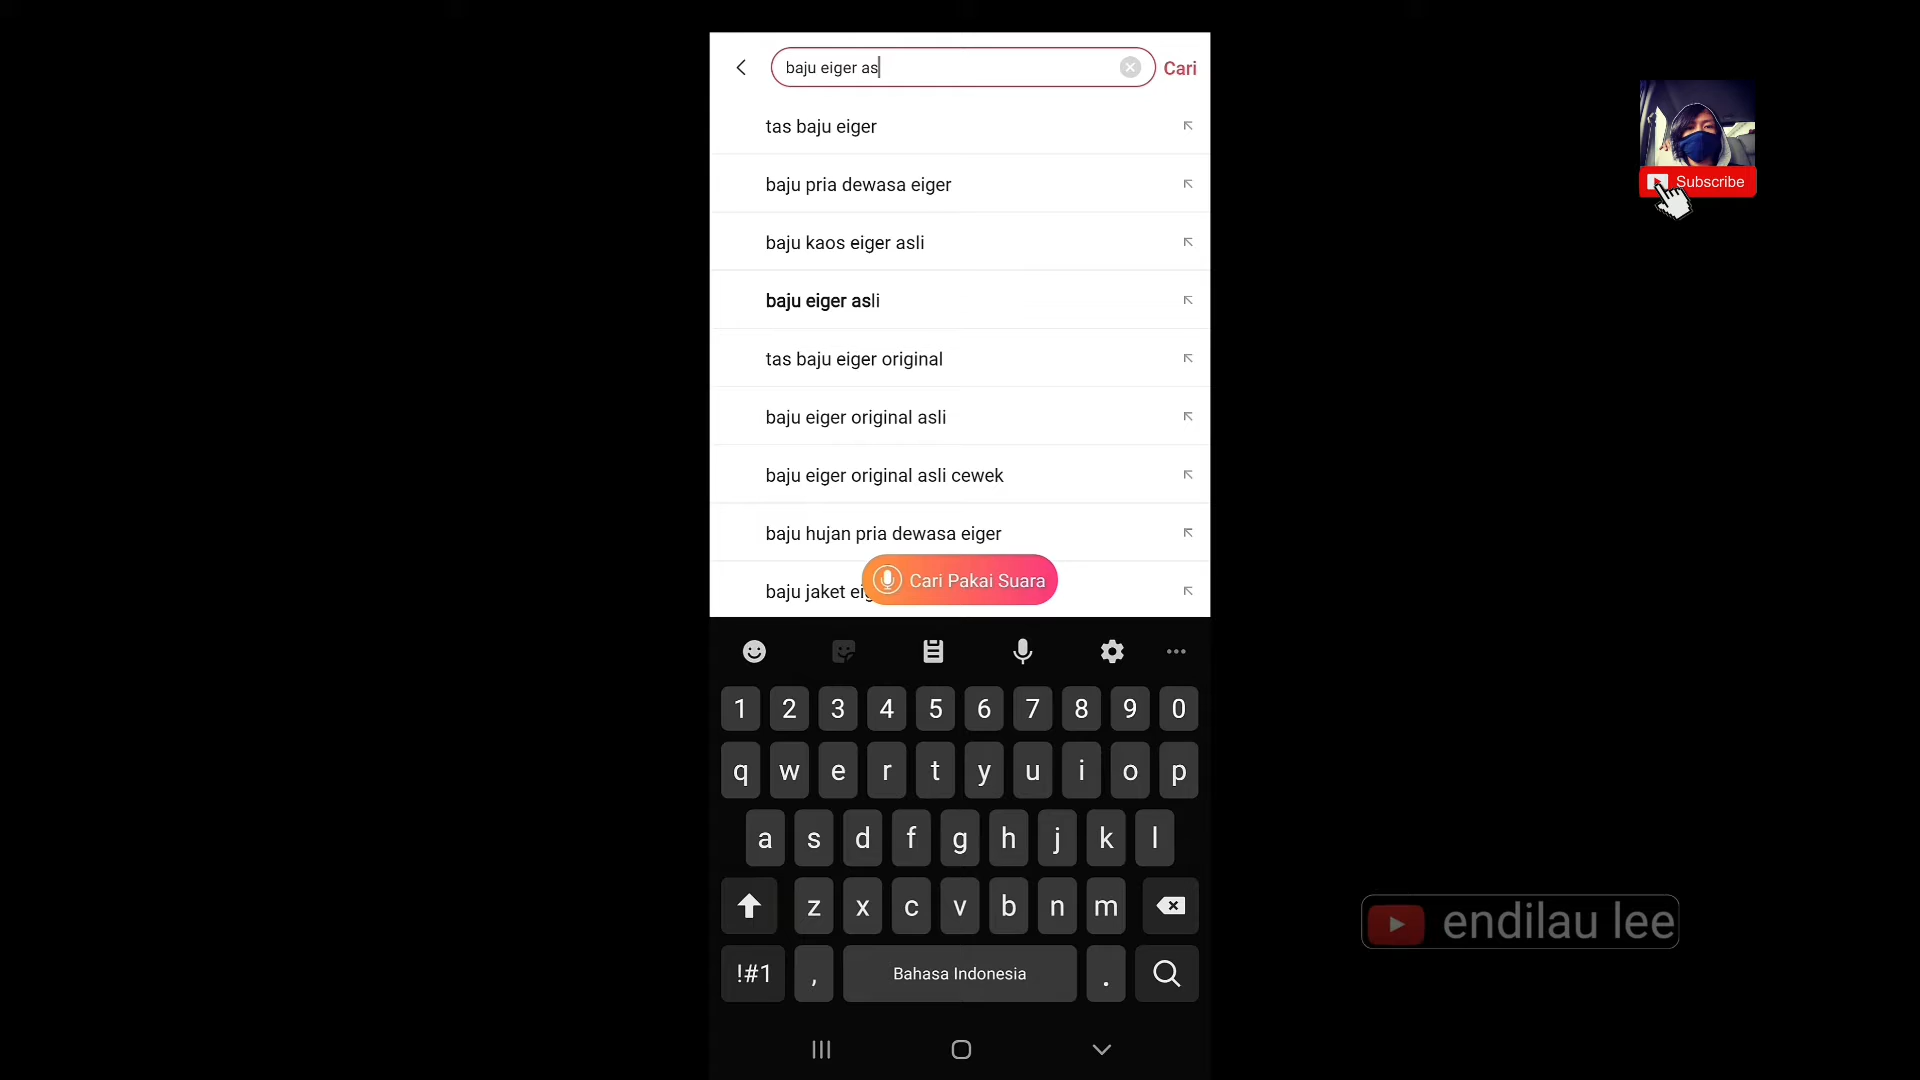 baju eiger as
Cari
Subscribe
tas baju eiger
baju pria dewasa eiger
baju kaos eiger asli
baju eiger asli
tas baju eiger original
baju eiger original asli
baju eiger original asli cewek
baju hujan pria dewasa eiger
baju jaket eig
Cari Pakai Suara
1 2 3 4 5 6 7 8 9 0
q w e r t y u i o p
a s d f g h j k l
z x c v b n m
endilau lee
!#1 , Bahasa Indonesia .